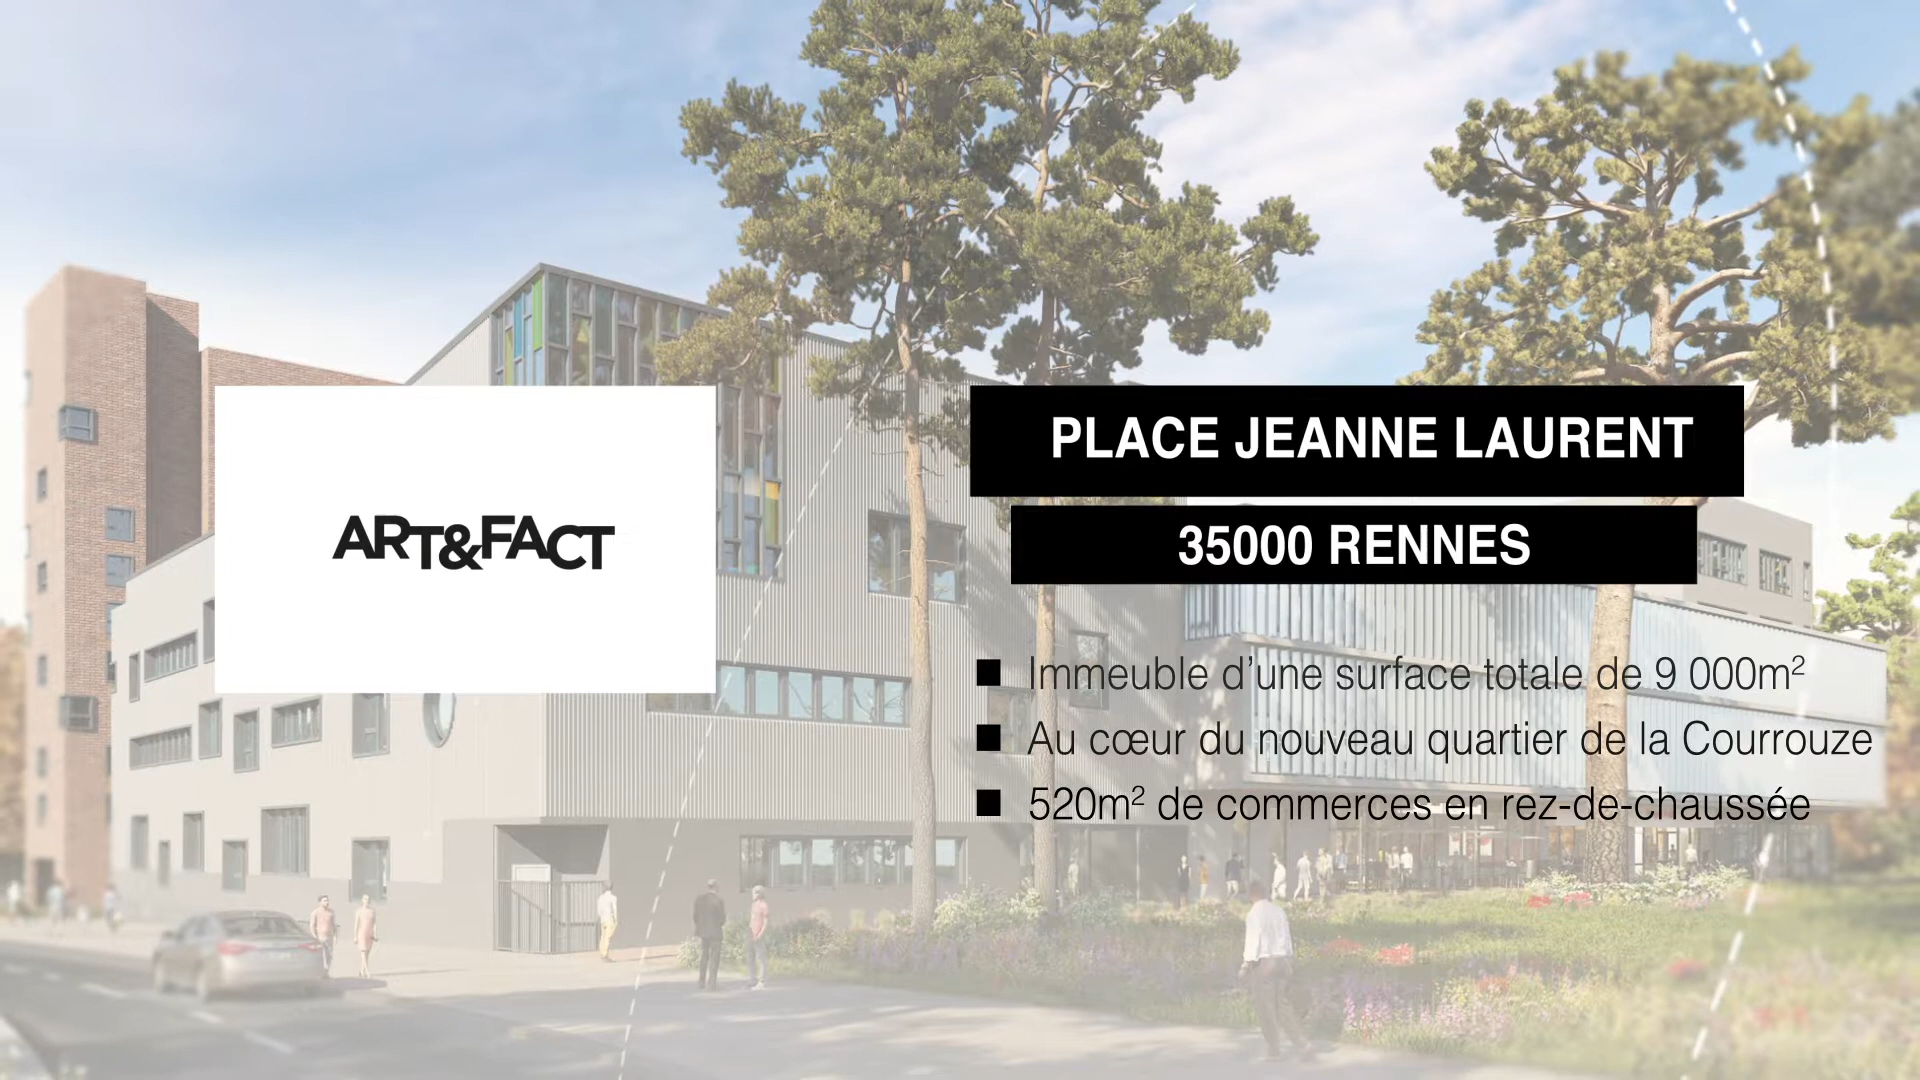 ART&FACT
PLACE JEANNE LAURENT
35000 RENNES
Immeuble d’une surface totale de 9 000m²
Au cœur du nouveau quartier de la Courrouze
520m² de commerces en rez-de-chaussée